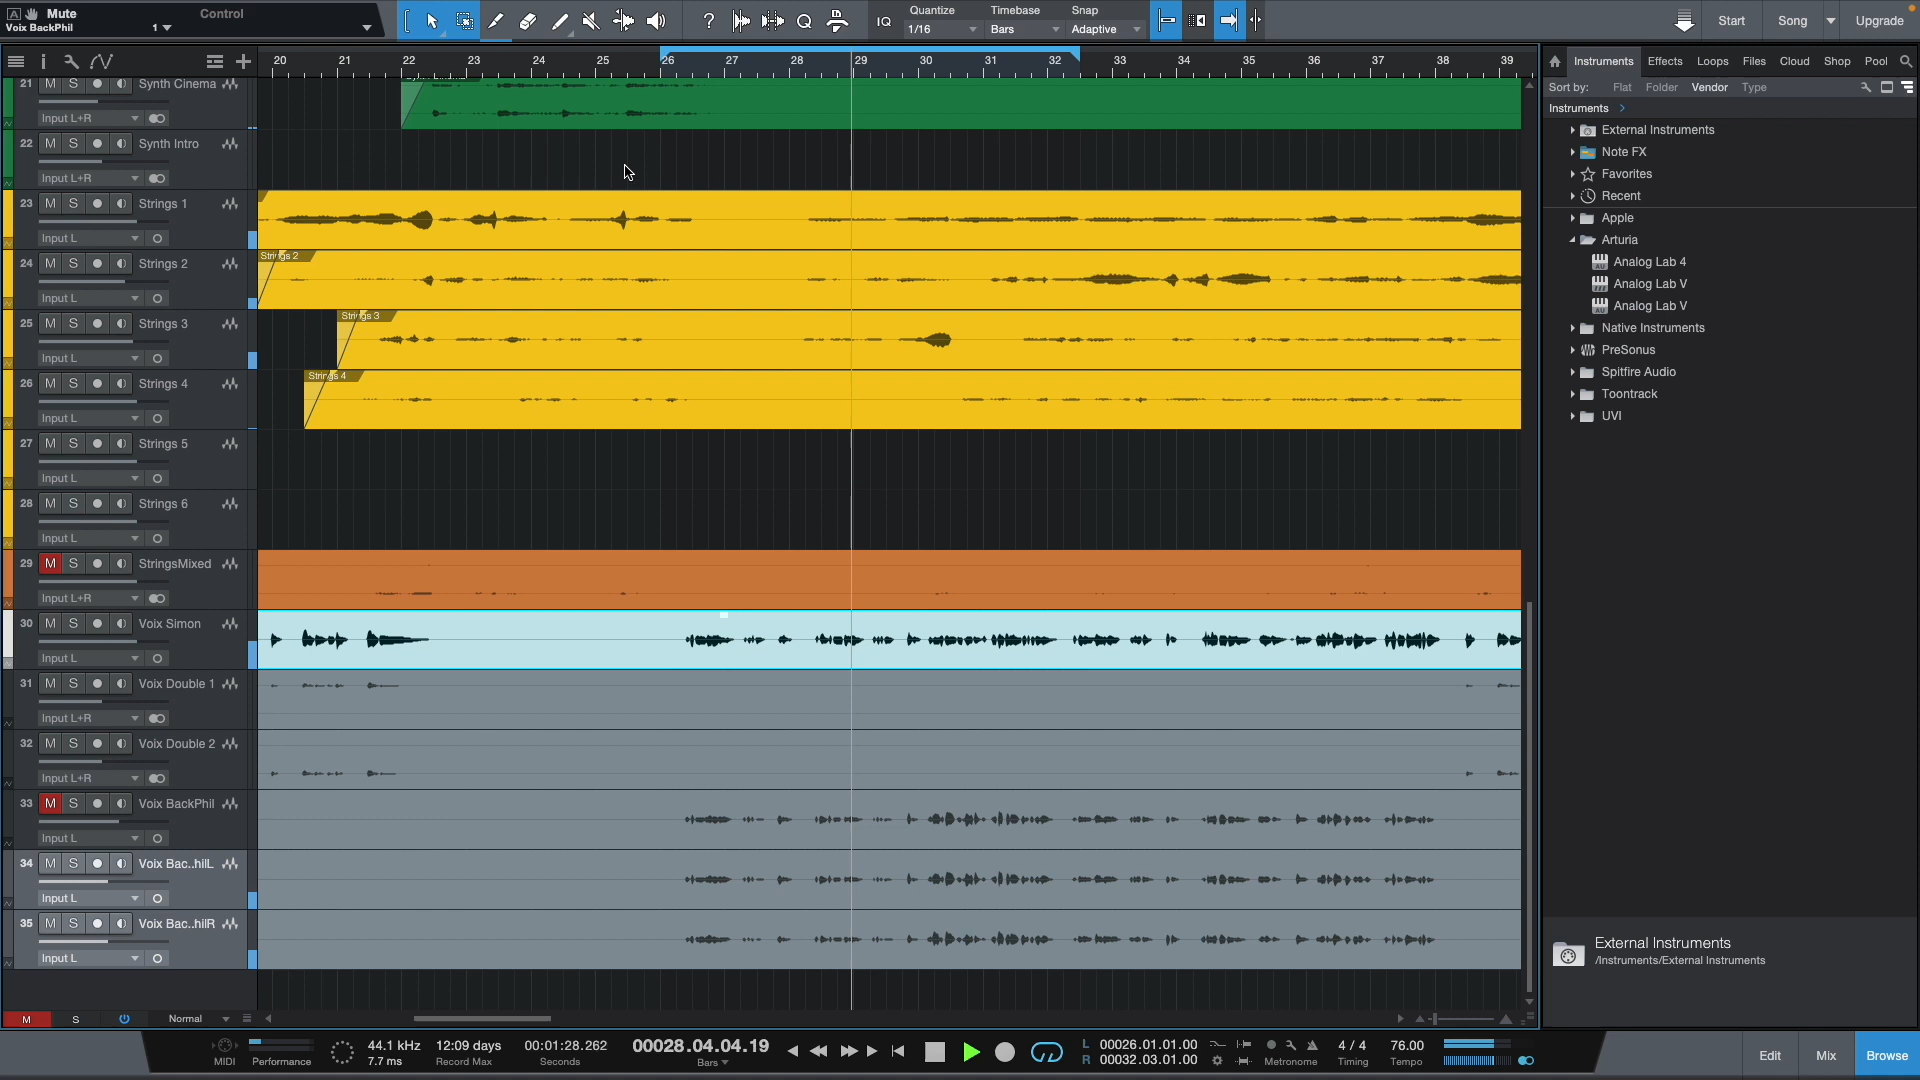 Mute
Control
Voix BackPhil
1
IQ
Quantize
1/16
Timebase
Bars
Snap
Adaptive
Start
Song
Upgrade
20 21 22 23 24 25 26 27 28 29 30 31 32 33 34 35 36 37 38 39
21 M S Synth Cinema
Input L+R
22 M S Synth Intro
Input L+R
23 M S Strings 1
Input L
24 M S Strings 2
Input L
Strings 2
25 M S Strings 3
Input L
Strings 3
26 M S Strings 4
Input L
Strings 4
27 M S Strings 5
Input L
28 M S Strings 6
Input L
29 M S StringsMixed
Input L+R
30 M S Voix Simon
Input L
31 M S Voix Double 1
Input L+R
32 M S Voix Double 2
Input L+R
33 M S Voix BackPhil
Input L
34 M S Voix Bac..hilL
Input L
35 M S Voix Bac..hilR
Input L
M S Normal
Instruments Effects Loops Files Cloud Shop Pool
Sort by: Flat Folder Vendor Type
Instruments
External Instruments
Note FX
Favorites
Recent
Apple
Arturia
Analog Lab 4
Analog Lab V
Analog Lab V
Native Instruments
PreSonus
Spitfire Audio
Toontrack
UVI
External Instruments
/Instruments/External Instruments
MIDI
Performance
44.1 kHz
7.7 ms
12:09 days
Record Max
00:01:28.262
Seconds
00028.04.04.19
Bars
L 00026.01.01.00
R 00032.03.01.00
Metronome
4 / 4
Timing
76.00
Tempo
Edit
Mix
Browse